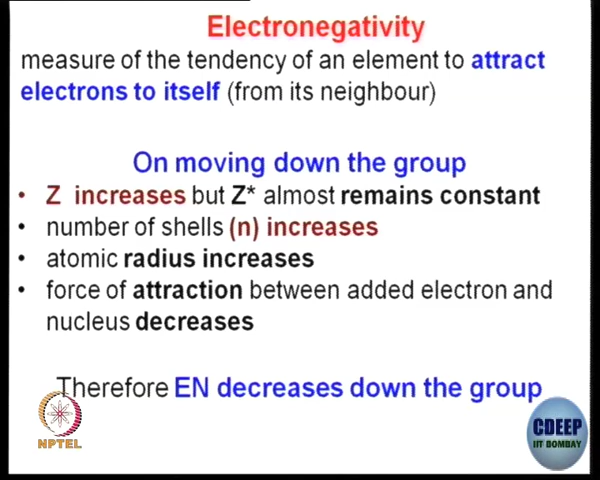 Electronegativity
measure of the tendency of an element to attract
electrons to itself (from its neighbour)
On moving down the group
• Z increases but Z* almost remains constant
• number of shells (n) increases
• atomic radius increases
• force of attraction between added electron and
nucleus decreases
Therefore EN decreases down the group
NPTEL
CDEEP
IIT BOMBAY